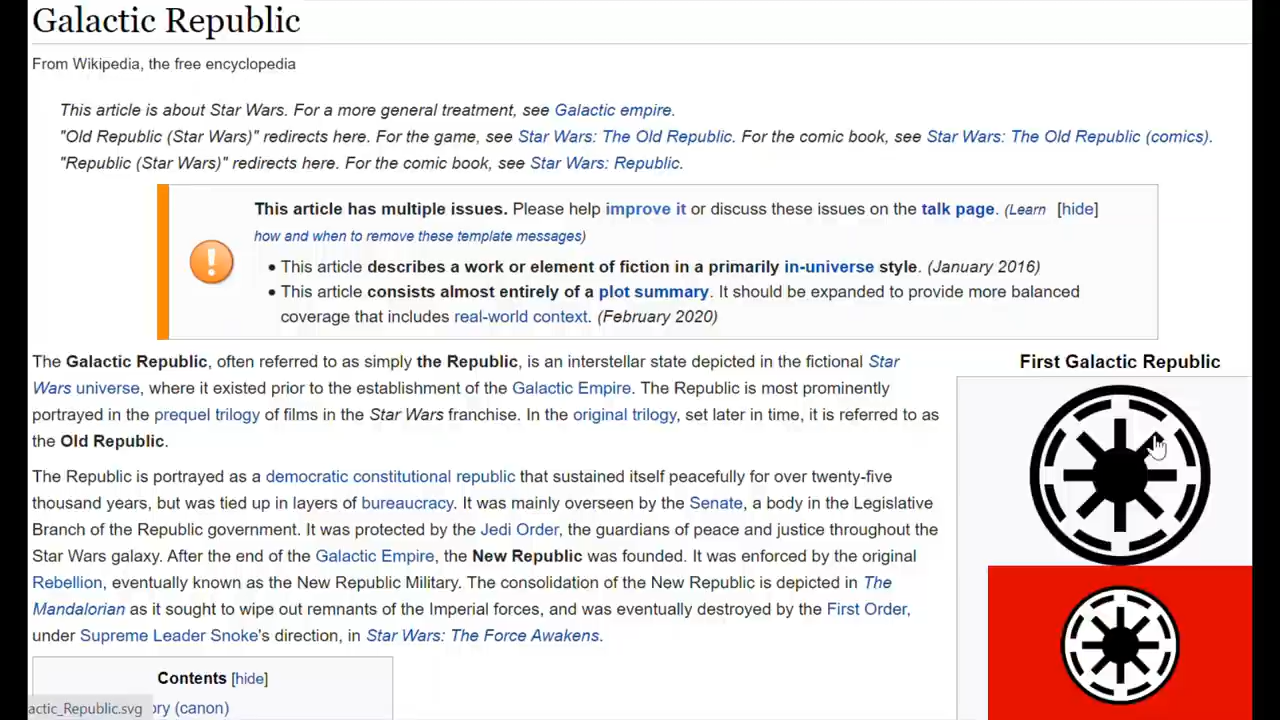 Galactic Republic
From Wikipedia, the free encyclopedia
This article is about Star Wars. For a more general treatment, see Galactic empire.
"Old Republic (Star Wars)" redirects here. For the game, see Star Wars: The Old Republic. For the comic book, see Star Wars: The Old Republic (comics).
"Republic (Star Wars)" redirects here. For the comic book, see Star Wars: Republic.
This article has multiple issues. Please help improve it or discuss these issues on the talk page. (Learn [hide]
how and when to remove these template messages)
• This article describes a work or element of fiction in a primarily in-universe style. (January 2016)
• This article consists almost entirely of a plot summary. It should be expanded to provide more balanced
coverage that includes real-world context. (February 2020)
The Galactic Republic, often referred to as simply the Republic, is an interstellar state depicted in the fictional Star
Wars universe, where it existed prior to the establishment of the Galactic Empire. The Republic is most prominently
portrayed in the prequel trilogy of films in the Star Wars franchise. In the original trilogy, set later in time, it is referred to as
the Old Republic.
The Republic is portrayed as a democratic constitutional republic that sustained itself peacefully for over twenty-five
thousand years, but was tied up in layers of bureaucracy. It was mainly overseen by the Senate, a body in the Legislative
Branch of the Republic government. It was protected by the Jedi Order, the guardians of peace and justice throughout the
Star Wars galaxy. After the end of the Galactic Empire, the New Republic was founded. It was enforced by the original
Rebellion, eventually known as the New Republic Military. The consolidation of the New Republic is depicted in The
Mandalorian as it sought to wipe out remnants of the Imperial forces, and was eventually destroyed by the First Order,
under Supreme Leader Snoke's direction, in Star Wars: The Force Awakens.
First Galactic Republic
Contents [hide]
actic_Republic.svg
ory (canon)